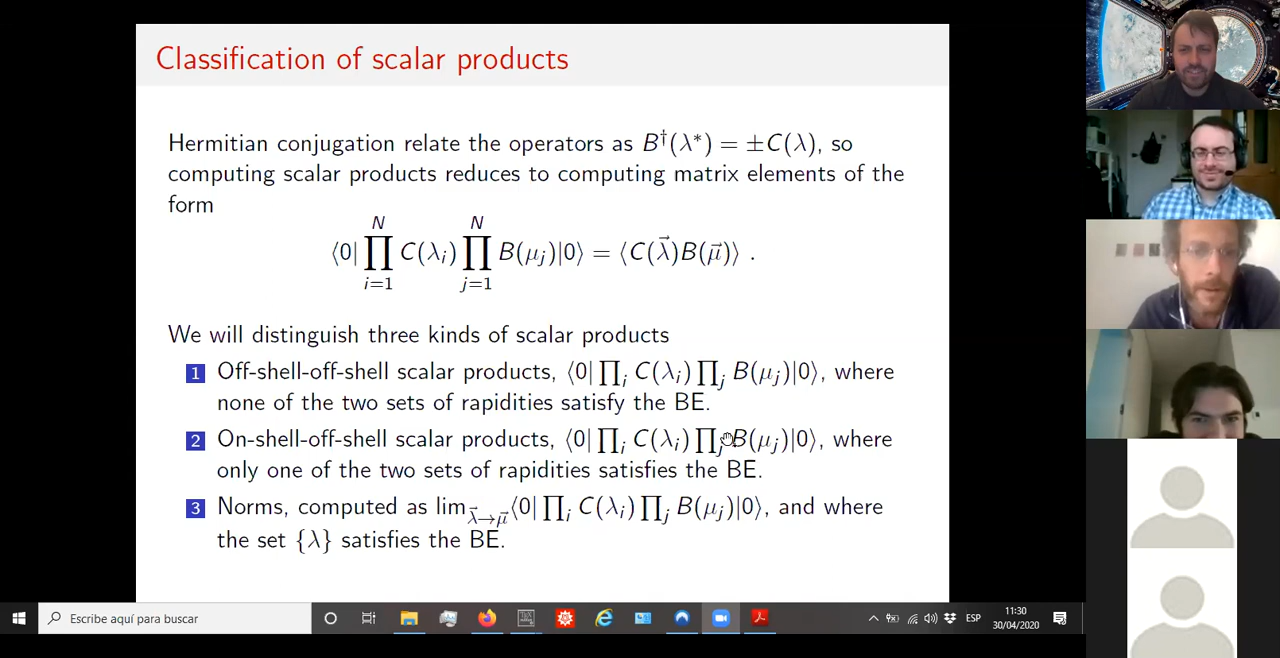 Classification of scalar products
Hermitian conjugation relate the operators as B†(λ*) = ±C(λ), so
computing scalar products reduces to computing matrix elements of the
form
⟨0| ∏_{i=1}^{N} C(λ_i) ∏_{j=1}^{N} B(μ_j)|0⟩ = ⟨C(λ⃗)B(μ⃗)⟩ .
We will distinguish three kinds of scalar products
1 Off-shell-off-shell scalar products, ⟨0| ∏_i C(λ_i) ∏_j B(μ_j)|0⟩, where
none of the two sets of rapidities satisfy the BE.
2 On-shell-off-shell scalar products, ⟨0| ∏_i C(λ_i) ∏_j B(μ_j)|0⟩, where
only one of the two sets of rapidities satisfies the BE.
3 Norms, computed as lim_{λ⃗→μ⃗}⟨0| ∏_i C(λ_i) ∏_j B(μ_j)|0⟩, and where
the set {λ} satisfies the BE.
Escribe aquí para buscar
ESP
11:30
30/04/2020